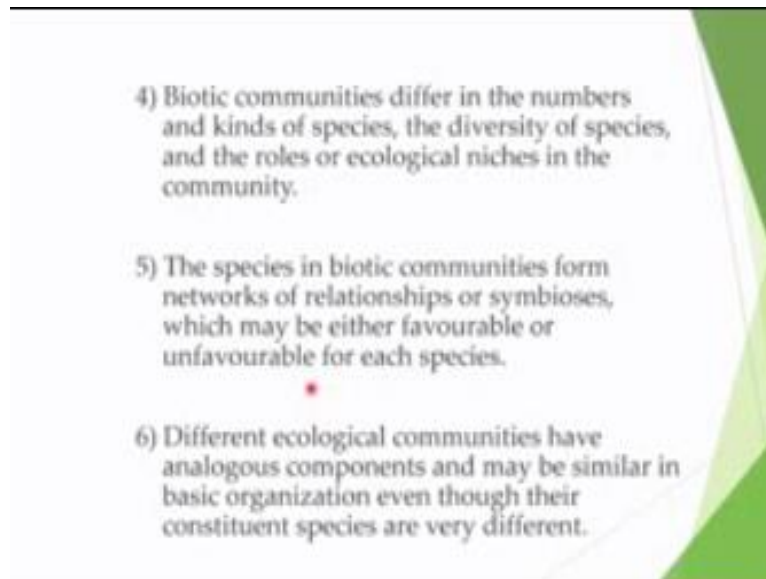 4) Biotic communities differ in the numbers
and kinds of species, the diversity of species,
and the roles or ecological niches in the
community.
5) The species in biotic communities form
networks of relationships or symbioses,
which may be either favourable or
unfavourable for each species.
6) Different ecological communities have
analogous components and may be similar in
basic organization even though their
constituent species are very different.